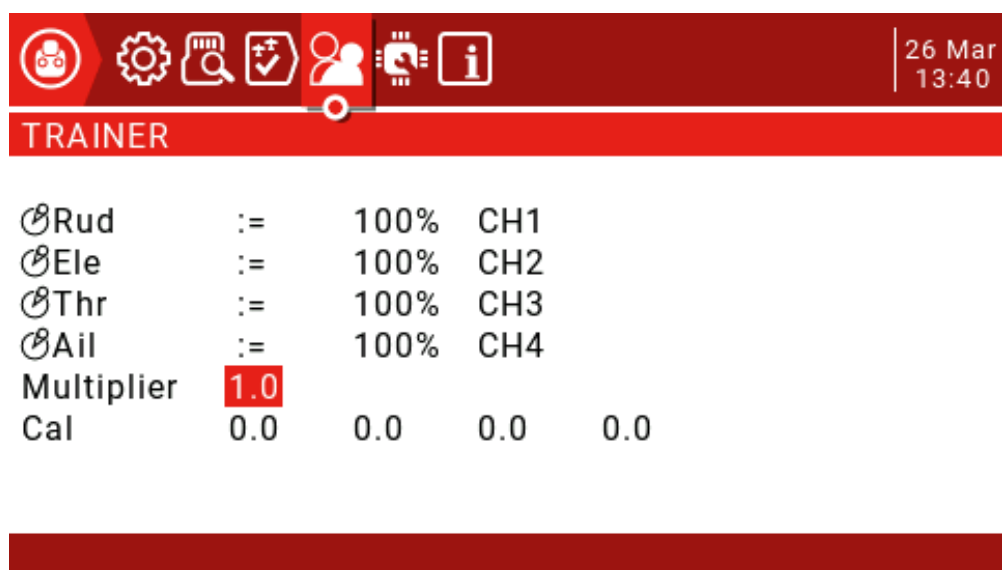 26 Mar
13:40
TRAINER
Rud := 100% CH1
Ele := 100% CH2
Thr := 100% CH3
Ail := 100% CH4
Multiplier 1.0
Cal 0.0 0.0 0.0 0.0